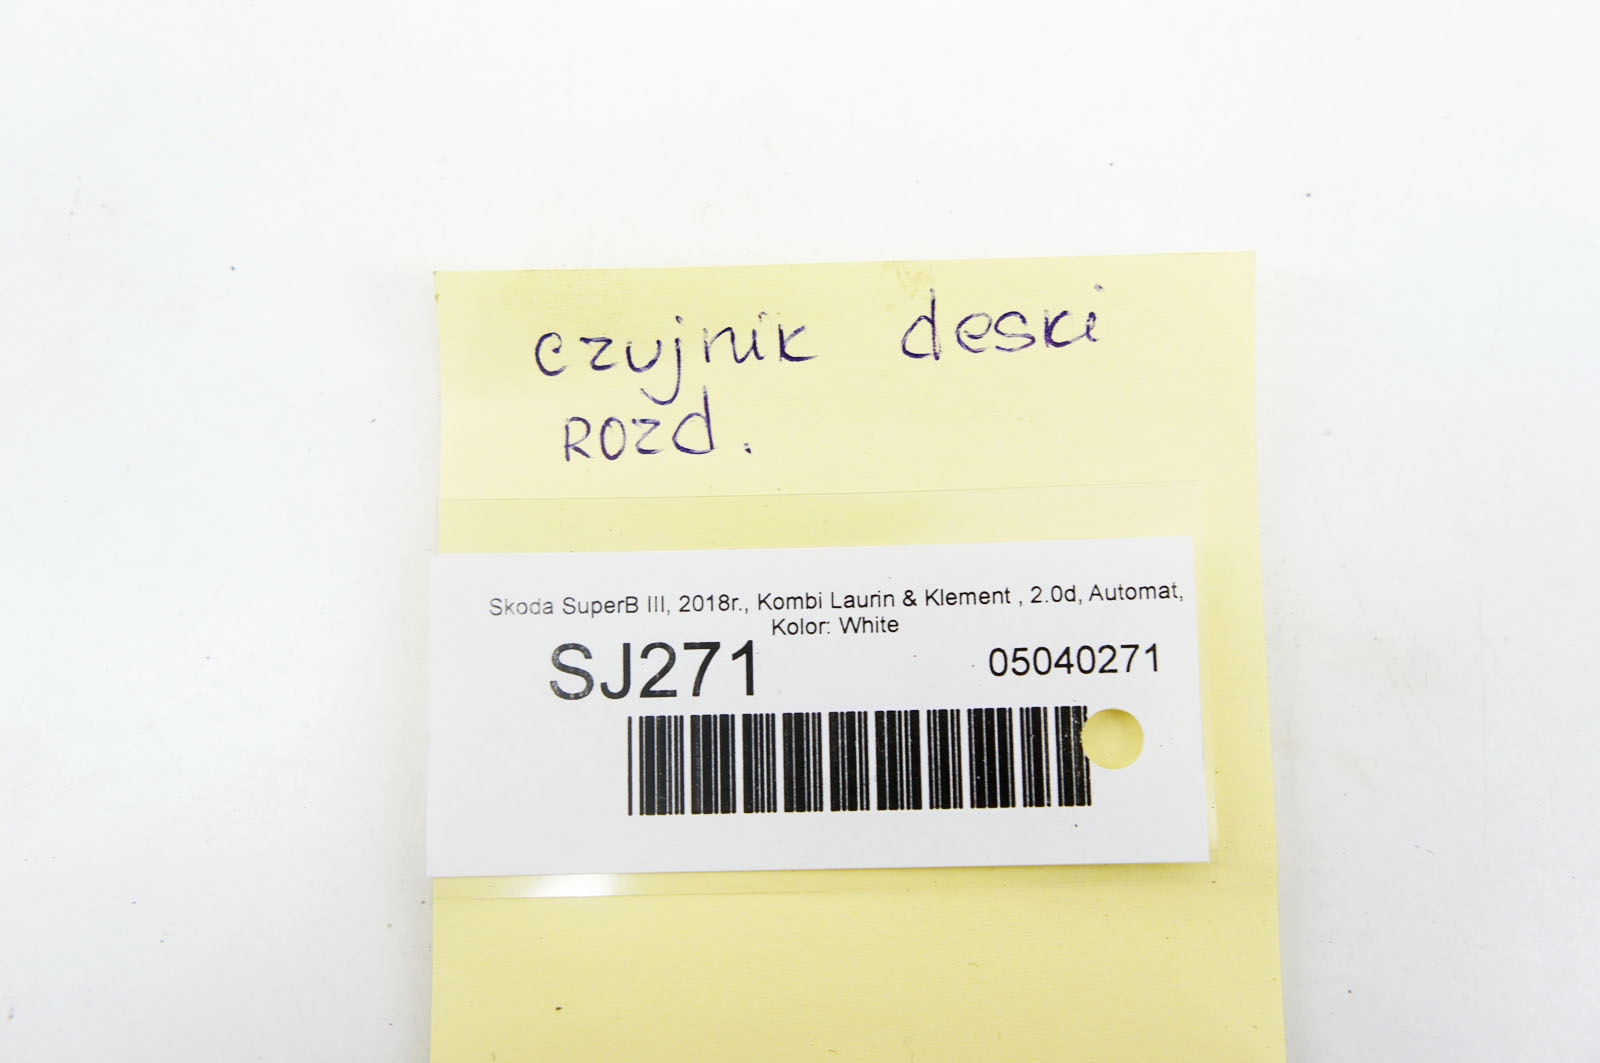 czujnik deski
rozd.
Skoda SuperB III, 2018r., Kombi Laurin & Klement , 2.0d, Automat,
Kolor: White
SJ271
05040271